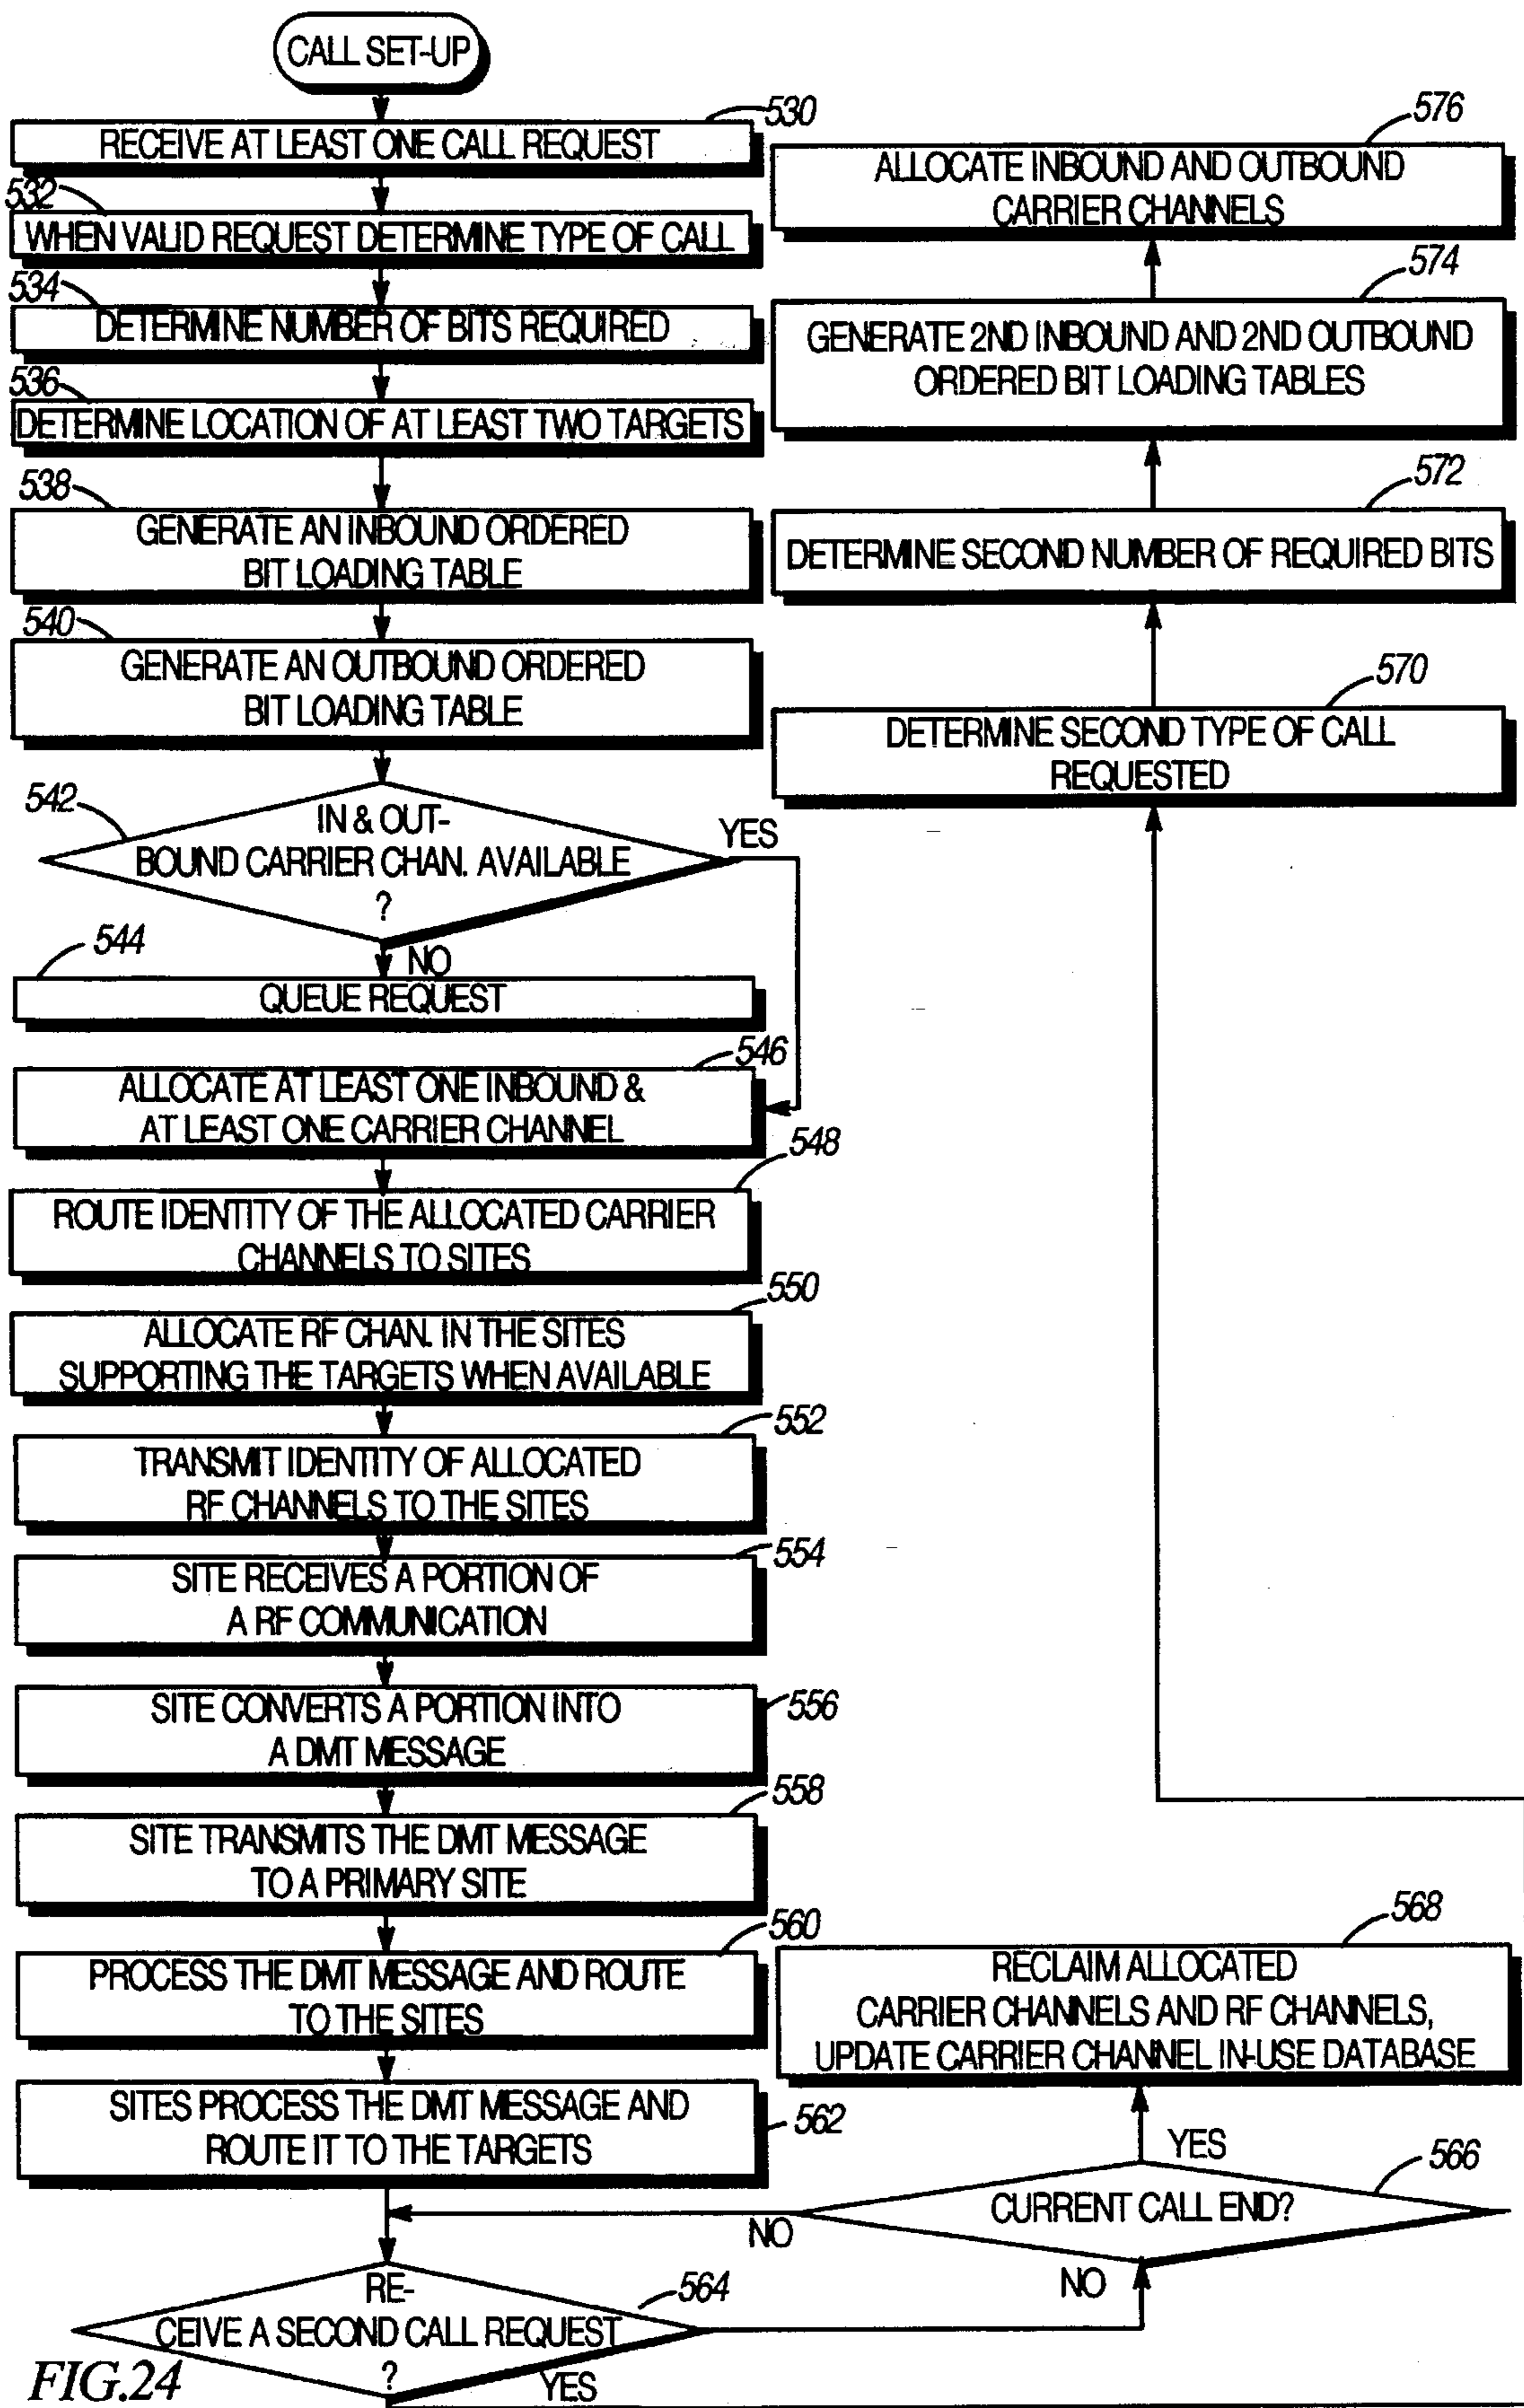 CALL SET-UP
530
RECEIVE AT LEAST ONE CALL REQUEST
532
WHEN VALID REQUEST DETERMINE TYPE OF CALL
534
DETERMINE NUMBER OF BITS REQUIRED
536
DETERMINE LOCATION OF AT LEAST TWO TARGETS
538
GENERATE AN INBOUND ORDERED
BIT LOADING TABLE
540
GENERATE AN OUTBOUND ORDERED
BIT LOADING TABLE
542
IN & OUT-
BOUND CARRIER CHAN. AVAILABLE
?
YES
NO
544
QUEUE REQUEST
546
ALLOCATE AT LEAST ONE INBOUND &
AT LEAST ONE CARRIER CHANNEL
548
ROUTE IDENTITY OF THE ALLOCATED CARRIER
CHANNELS TO SITES
550
ALLOCATE RF CHAN. IN THE SITES
SUPPORTING THE TARGETS WHEN AVAILABLE
552
TRANSMIT IDENTITY OF ALLOCATED
RF CHANNELS TO THE SITES
554
SITE RECEIVES A PORTION OF
A RF COMMUNICATION
556
SITE CONVERTS A PORTION INTO
A DMT MESSAGE
558
SITE TRANSMITS THE DMT MESSAGE
TO A PRIMARY SITE
560
PROCESS THE DMT MESSAGE AND ROUTE
TO THE SITES
562
SITES PROCESS THE DMT MESSAGE AND
ROUTE IT TO THE TARGETS
564
RE-
CEIVE A SECOND CALL REQUEST
?
YES
NO
566
CURRENT CALL END?
NO
YES
568
RECLAIM ALLOCATED
CARRIER CHANNELS AND RF CHANNELS,
UPDATE CARRIER CHANNEL IN-USE DATABASE
570
DETERMINE SECOND TYPE OF CALL
REQUESTED
572
DETERMINE SECOND NUMBER OF REQUIRED BITS
574
GENERATE 2ND INBOUND AND 2ND OUTBOUND
ORDERED BIT LOADING TABLES
576
ALLOCATE INBOUND AND OUTBOUND
CARRIER CHANNELS
FIG.24